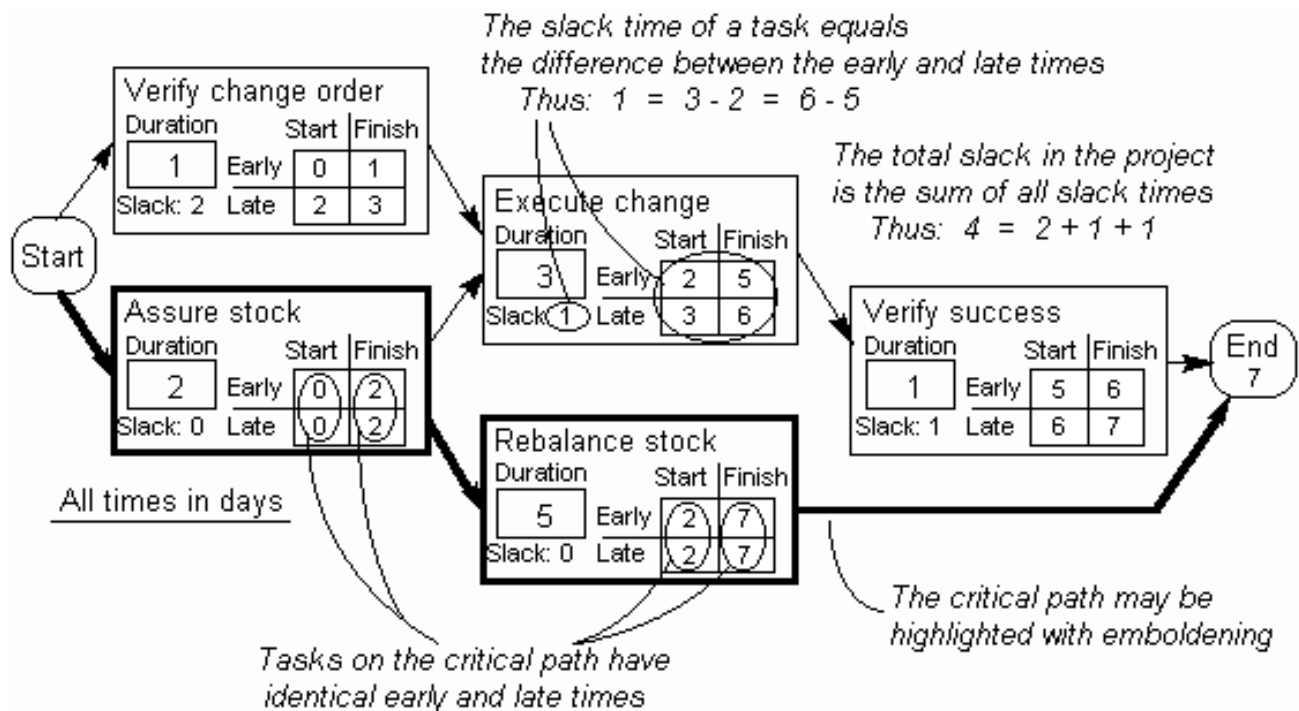 The slack time of a task equals
the difference between the early and late times
Thus: 1 = 3 - 2 = 6 - 5
Verify change order
Duration Start Finish
1 Early 0 1
Slack: 2 Late 2 3
The total slack in the project
is the sum of all slack times
Thus: 4 = 2 + 1 + 1
Start
Execute change
Duration Start Finish
3 Early 2 5
Slack: 1 Late 3 6
Assure stock
Duration Start Finish
2 Early 0 2
Slack: 0 Late 0 2
Verify success
Duration Start Finish
1 Early 5 6
Slack: 1 Late 6 7
End
7
Rebalance stock
Duration Start Finish
5 Early 2 7
Slack: 0 Late 2 7
All times in days
The critical path may be
highlighted with emboldening
Tasks on the critical path have
identical early and late times